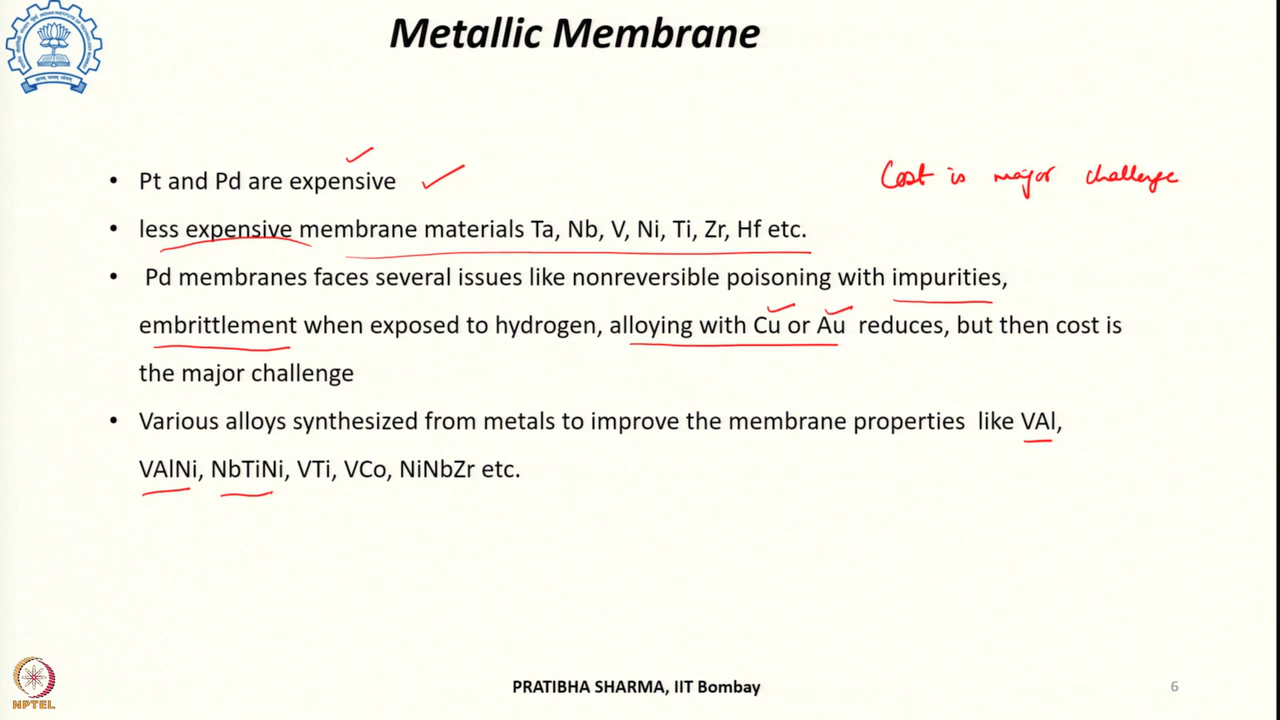 Metallic Membrane
• Pt and Pd are expensive
Cost is major challenge
• less expensive membrane materials Ta, Nb, V, Ni, Ti, Zr, Hf etc.
• Pd membranes faces several issues like nonreversible poisoning with impurities,
embrittlement when exposed to hydrogen, alloying with Cu or Au reduces, but then cost is
the major challenge
• Various alloys synthesized from metals to improve the membrane properties like VAl,
VAlNi, NbTiNi, VTi, VCo, NiNbZr etc.
NPTEL
PRATIBHA SHARMA, IIT Bombay
6